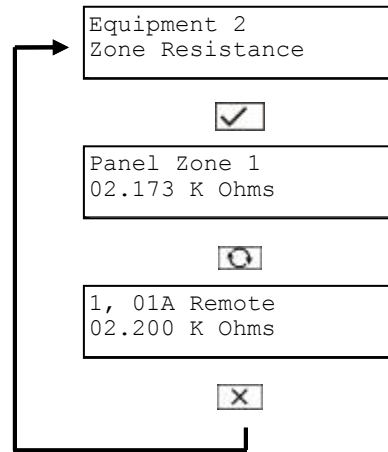 Equipment 2
Zone Resistance
Panel Zone 1
02.173 K Ohms
1, 01A Remote
02.200 K Ohms